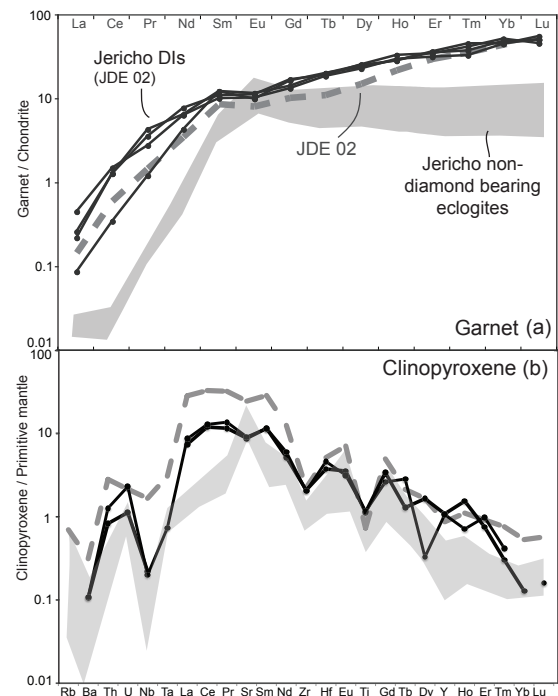 (a)
La Ce Pr Nd Sm Eu Gd Tb Dy Ho Er Tm Yb Lu
100
10
1
0.1
0.01
Garnet / Chondrite
Jericho DIs
(JDE 02)
JDE 02
Jericho non-
diamond bearing
eclogites
Garnet (a)
100
10
1
0.1
0.01
Clinopyroxene / Primitive mantle
Clinopyroxene (b)
Rb Ba Th U Nb Ta La Ce Pr Sr Sm Nd Zr Hf Eu Ti Gd Tb Dy Y Ho Er Tm Yb Lu